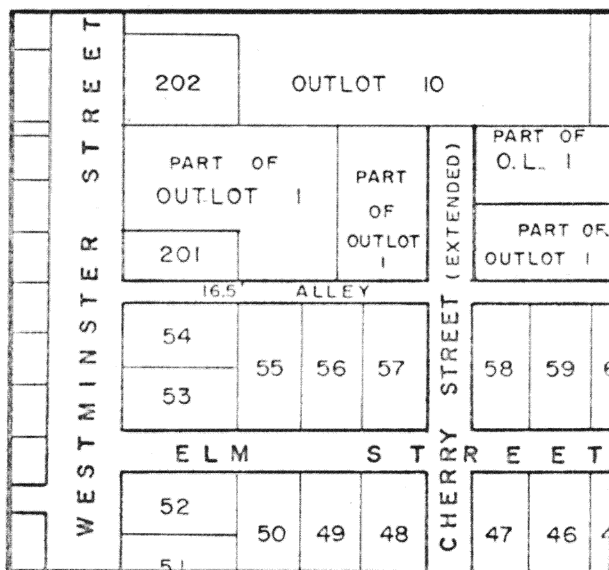 WESTMINSTER STREET
202
OUTLOT 10
PART OF
OUTLOT 1
PART
OF
OUTLOT
1
PART OF
O.L. 1
PART OF
OUTLOT 1
201
16.5' ALLEY
CHERRY STREET (EXTENDED)
54
53
55
56
57
58
59
ELM STREET
52
51
50
49
48
47
46